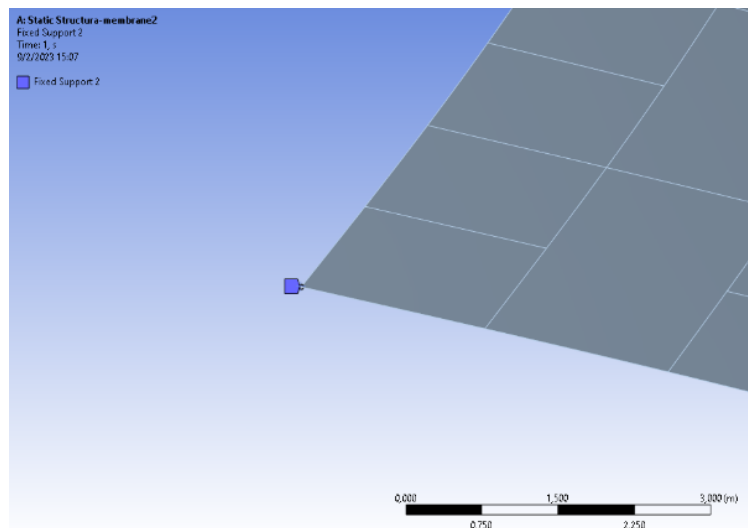 A: Static Structura-membrane2
Fixed Support 2
Time: 1, s
9/2/2023 15:07
Fixed Support 2
0,000 1,500 3,000 (m)
0,750 2,250